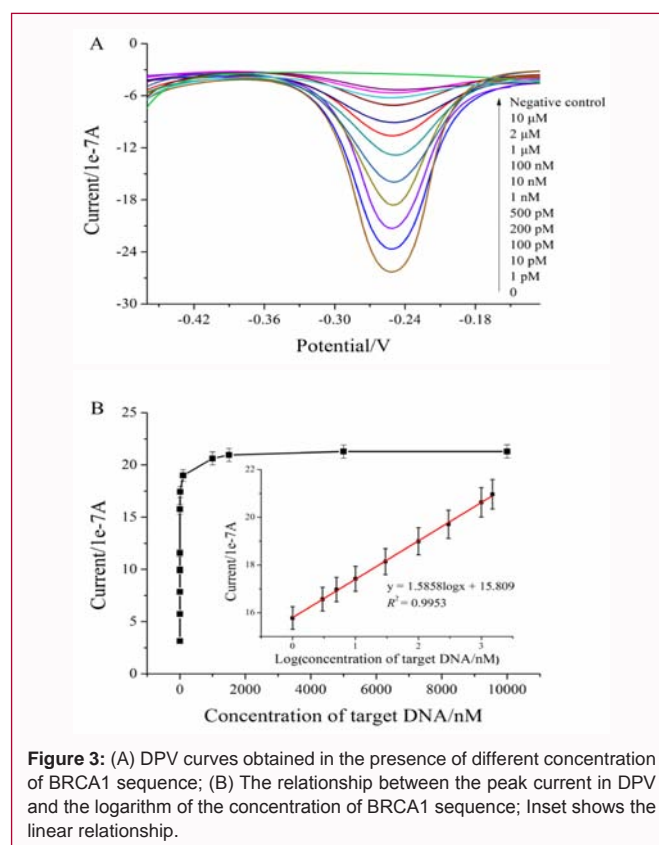 A
0
-6
-12
-18
-24
-30
Current/1e-7A
-0.42
-0.36
-0.30
-0.24
-0.18
Potential/V
Negative control
10 μM
2 μM
1 μM
100 nM
10 nM
1 nM
500 pM
200 pM
100 pM
10 pM
1 pM
0
B
25
20
15
10
5
0
Current/1e-7A
0
2000
4000
6000
8000
10000
Concentration of target DNA/nM
22
20
18
16
Current/1e-7A
0
1
2
3
Log(concentration of target DNA/nM)
y = 1.5858logx + 15.809
R² = 0.9953
Figure 3: (A) DPV curves obtained in the presence of different concentration
of BRCA1 sequence; (B) The relationship between the peak current in DPV
and the logarithm of the concentration of BRCA1 sequence; Inset shows the
linear relationship.